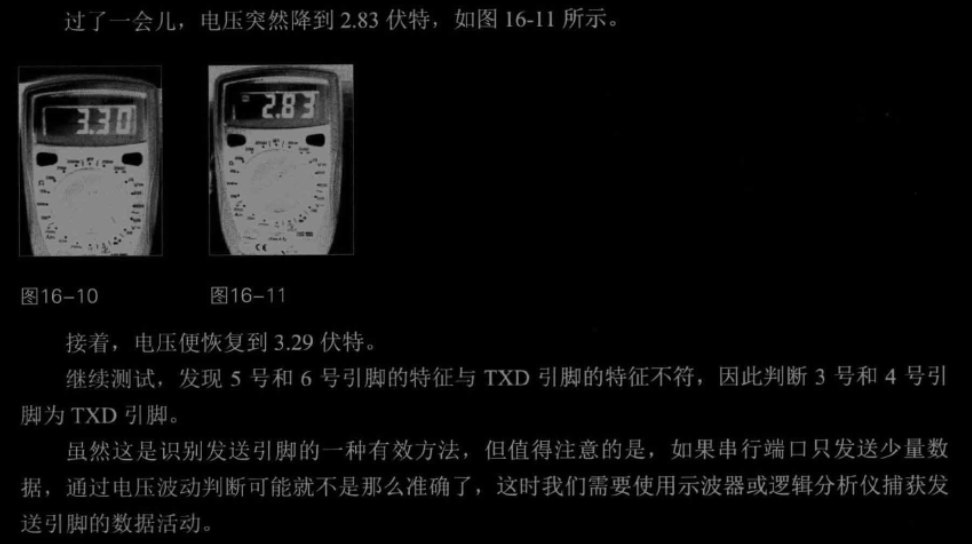 过了一会儿，电压突然降到 2.83 伏特，如图 16-11 所示。
3.30
2.83
图16-10
图16-11
接着，电压便恢复到 3.29 伏特。
继续测试，发现 5 号和 6 号引脚的特征与 TXD 引脚的特征不符，因此判断 3 号和 4 号引
脚为 TXD 引脚。
虽然这是识别发送引脚的一种有效方法，但值得注意的是，如果串行端口只发送少量数
据，通过电压波动判断可能就不是那么准确了，这时我们需要使用示波器或逻辑分析仪捕获发
送引脚的数据活动。